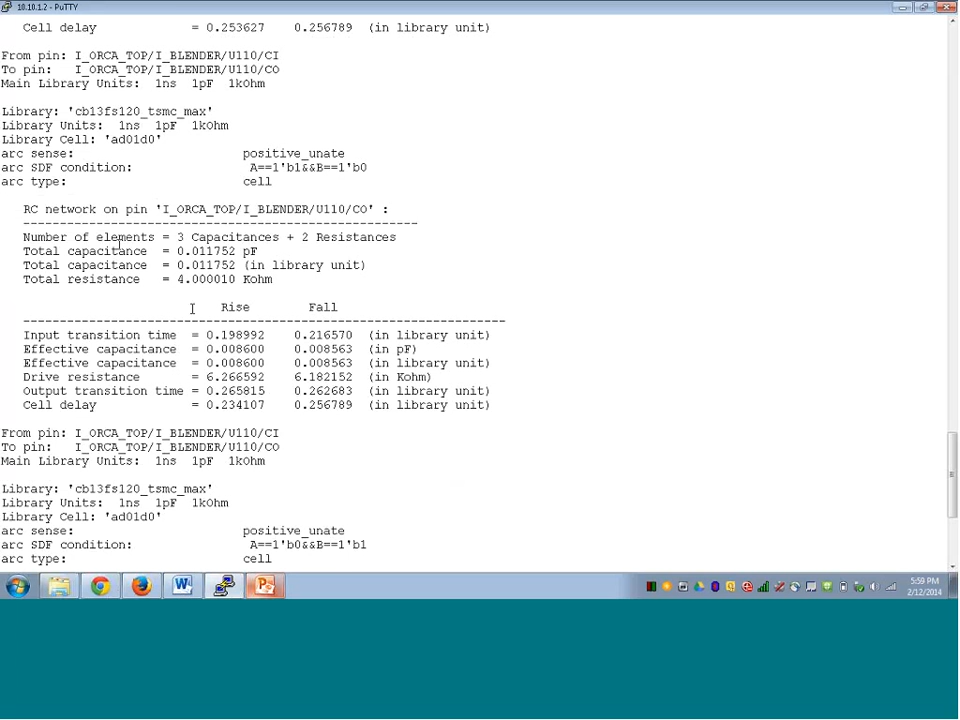 10.10.1.2 - PuTTY
Cell delay = 0.253627 0.256789 (in library unit)
From pin: I_ORCA_TOP/I_BLENDER/U110/CI
To pin: I_ORCA_TOP/I_BLENDER/U110/CO
Main Library Units: 1ns 1pF 1kOhm
Library: 'cb13fs120_tsmc_max'
Library Units: 1ns 1pF 1kOhm
Library Cell: 'ad01d0'
arc sense: positive_unate
arc SDF condition: A==1'b1&&B==1'b0
arc type: cell
RC network on pin 'I_ORCA_TOP/I_BLENDER/U110/CO' :
------------------------------------------------------
Number of elements = 3 Capacitances + 2 Resistances
Total capacitance = 0.011752 pF
Total capacitance = 0.011752 (in library unit)
Total resistance = 4.000010 Kohm
Rise Fall
------------------------------------------------------------------
Input transition time = 0.198992 0.216570 (in library unit)
Effective capacitance = 0.008600 0.008563 (in pF)
Effective capacitance = 0.008600 0.008563 (in library unit)
Drive resistance = 6.266592 6.182152 (in Kohm)
Output transition time = 0.265815 0.262683 (in library unit)
Cell delay = 0.234107 0.256789 (in library unit)
From pin: I_ORCA_TOP/I_BLENDER/U110/CI
To pin: I_ORCA_TOP/I_BLENDER/U110/CO
Main Library Units: 1ns 1pF 1kOhm
Library: 'cb13fs120_tsmc_max'
Library Units: 1ns 1pF 1kOhm
Library Cell: 'ad01d0'
arc sense: positive_unate
arc SDF condition: A==1'b0&&B==1'b1
arc type: cell
5:59 PM
2/12/2014